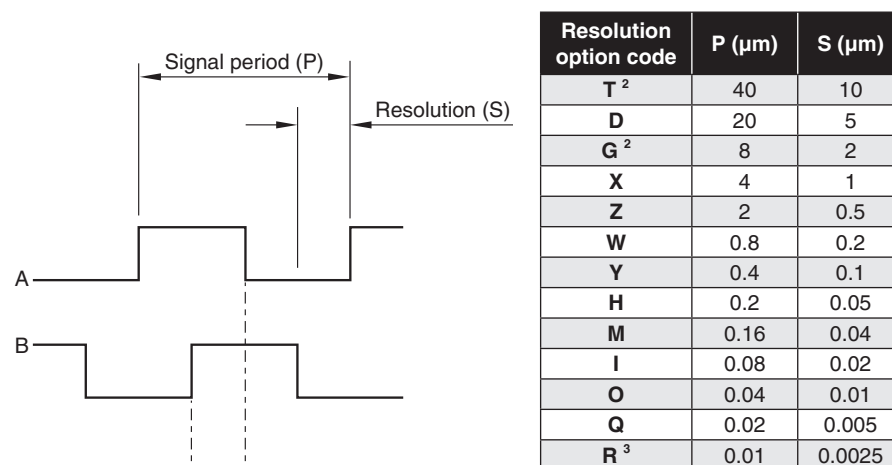 Signal period (P)
Resolution (S)
A
B
Resolution option code P (µm) S (µm)
T ² 40 10
D 20 5
G ² 8 2
X 4 1
Z 2 0.5
W 0.8 0.2
Y 0.4 0.1
H 0.2 0.05
M 0.16 0.04
I 0.08 0.02
O 0.04 0.01
Q 0.02 0.005
R ³ 0.01 0.0025